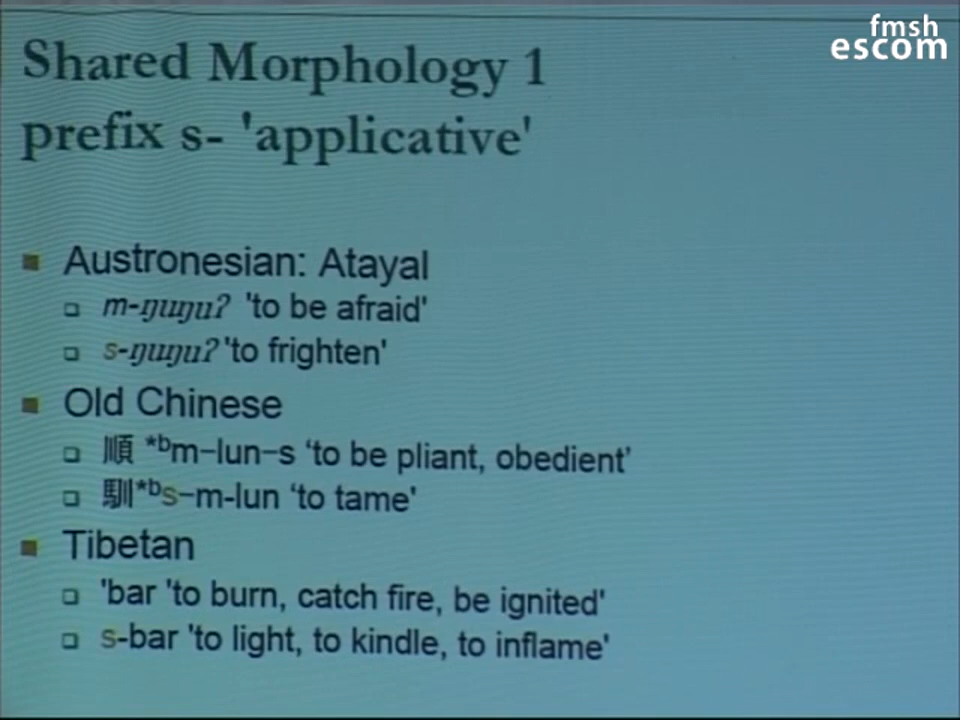 fmsh
escom
Shared Morphology 1
prefix s- 'applicative'
Austronesian: Atayal
m-ŋuŋuʔ 'to be afraid'
s-ŋuŋuʔ 'to frighten'
Old Chinese
順 *ᵇm-lun-s ‘to be pliant, obedient’
馴*ᵇs-m-lun ‘to tame'
Tibetan
'bar 'to burn, catch fire, be ignited'
s-bar 'to light, to kindle, to inflame'